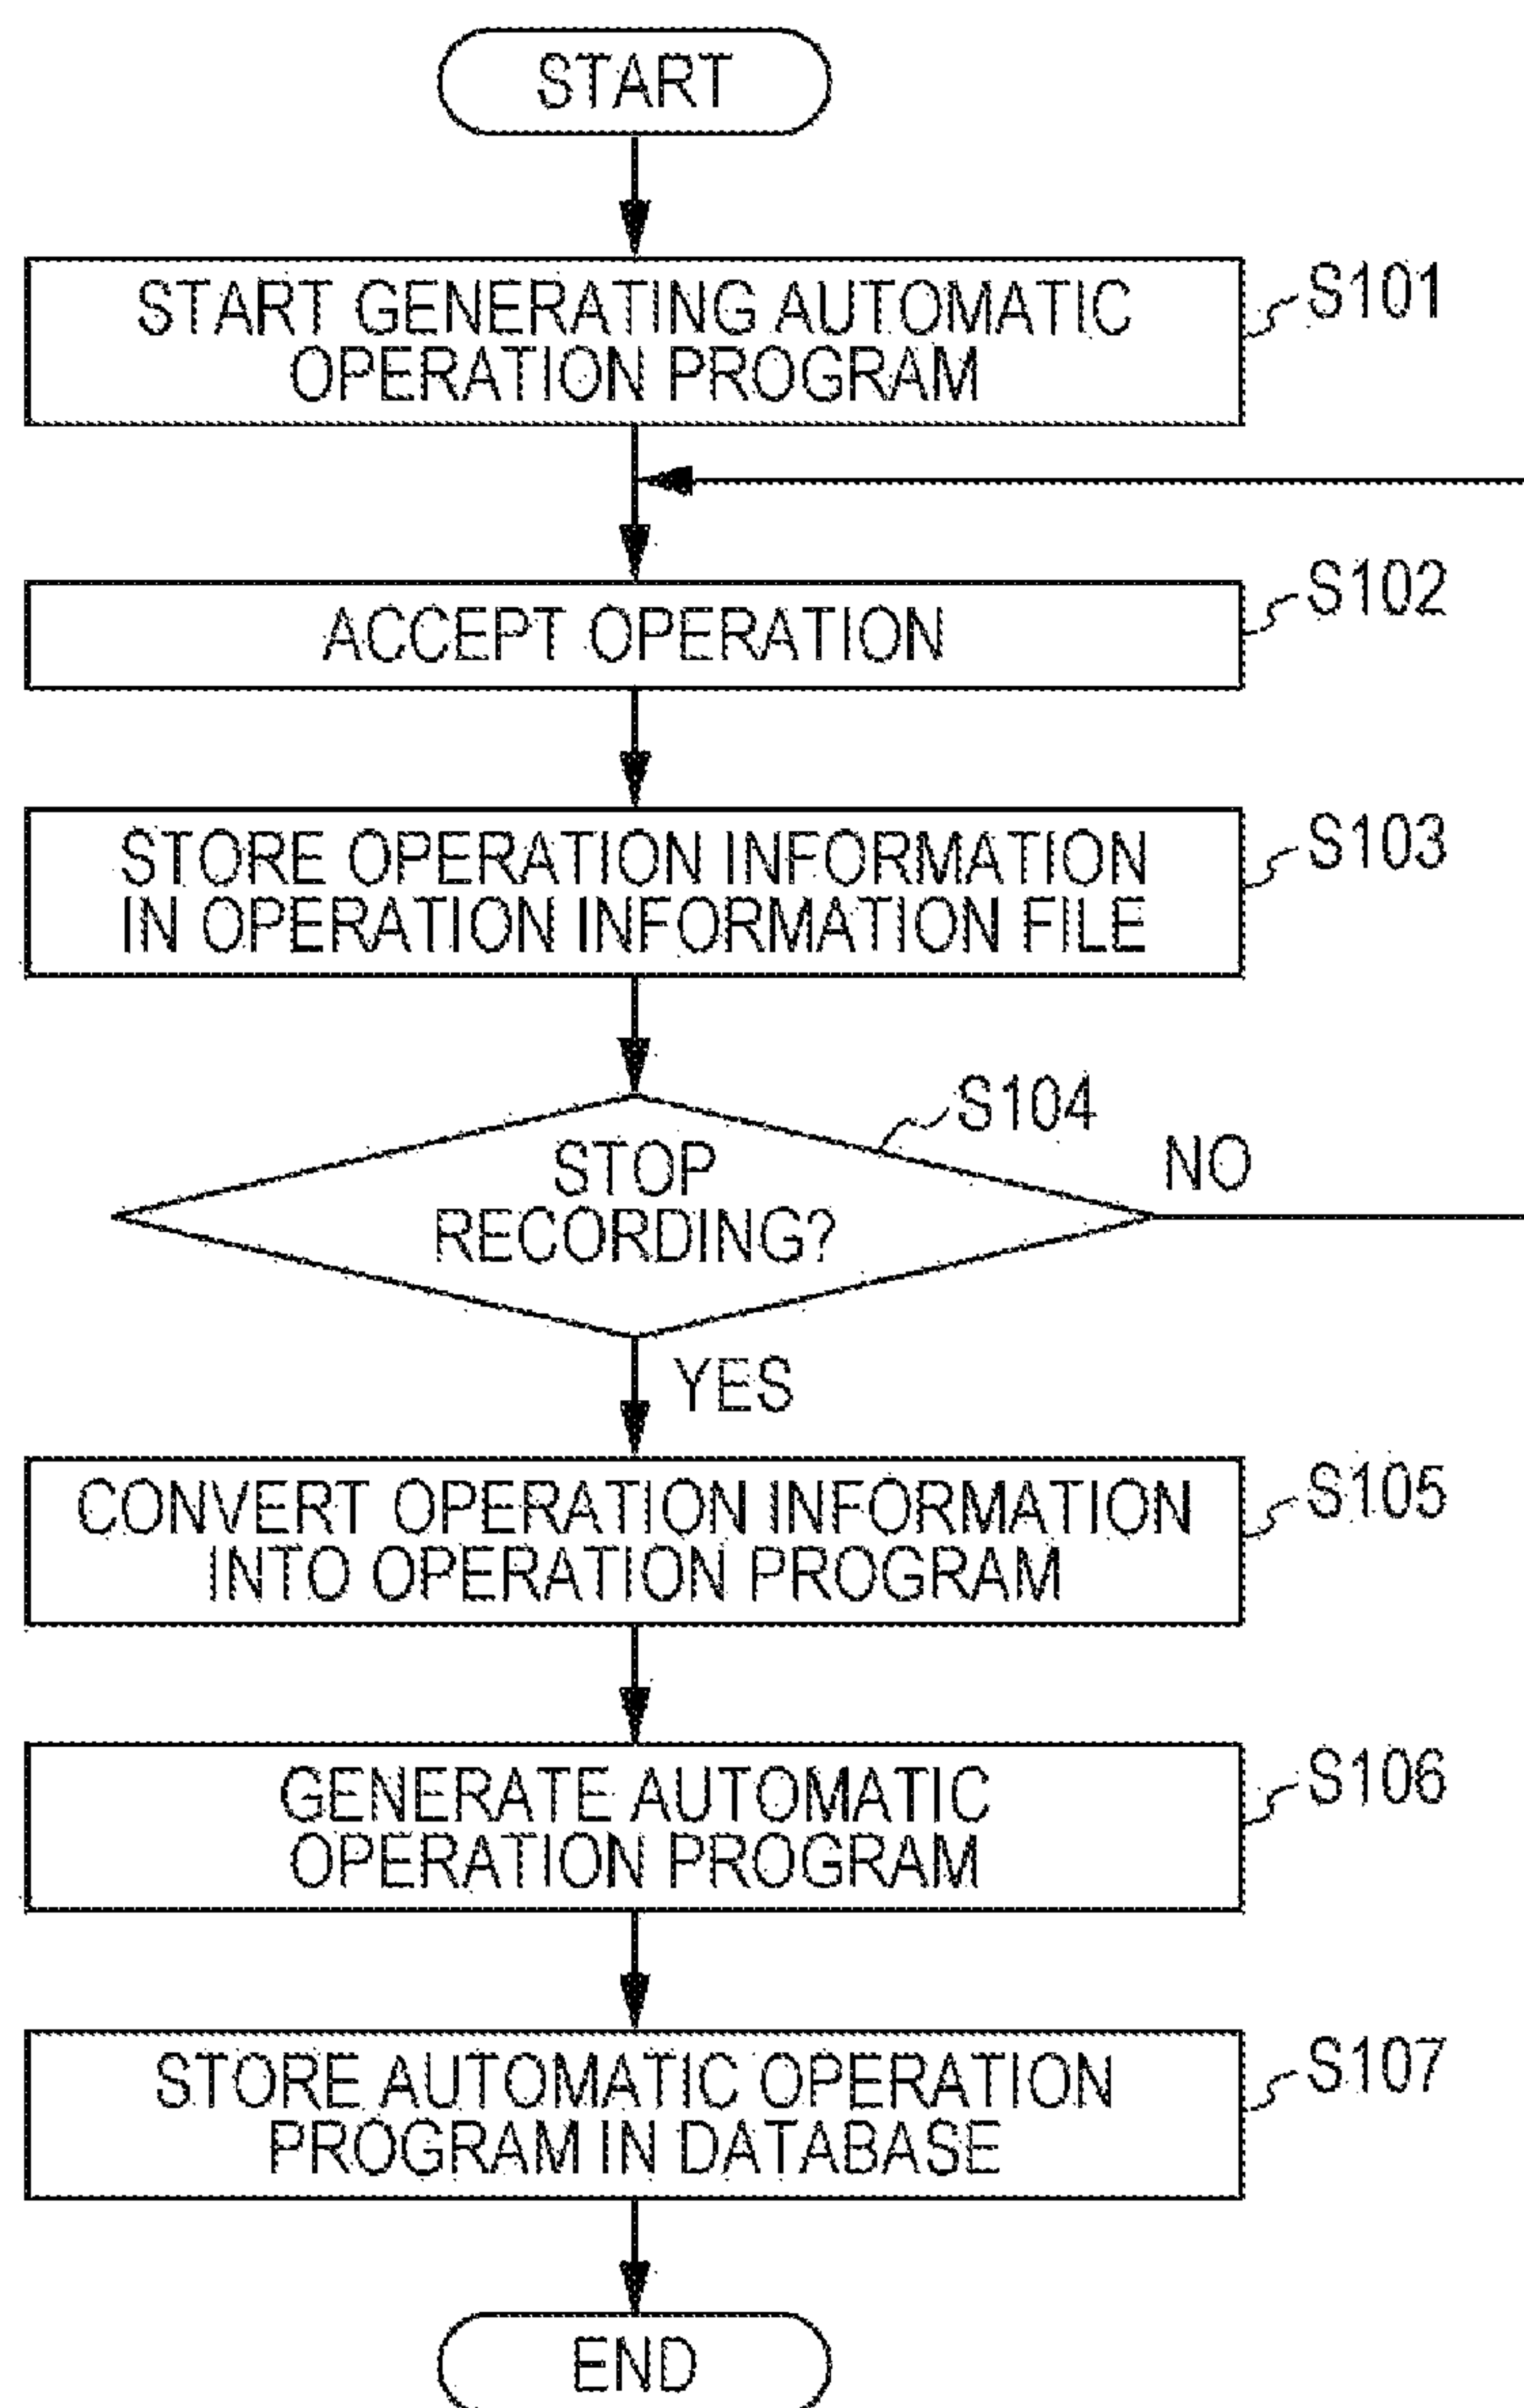 START
START GENERATING AUTOMATIC
OPERATION PROGRAM
S101
ACCEPT OPERATION
S102
STORE OPERATION INFORMATION
IN OPERATION INFORMATION FILE
S103
S104
STOP
RECORDING?
NO
YES
CONVERT OPERATION INFORMATION
INTO OPERATION PROGRAM
S105
GENERATE AUTOMATIC
OPERATION PROGRAM
S106
STORE AUTOMATIC OPERATION
PROGRAM IN DATABASE
S107
END